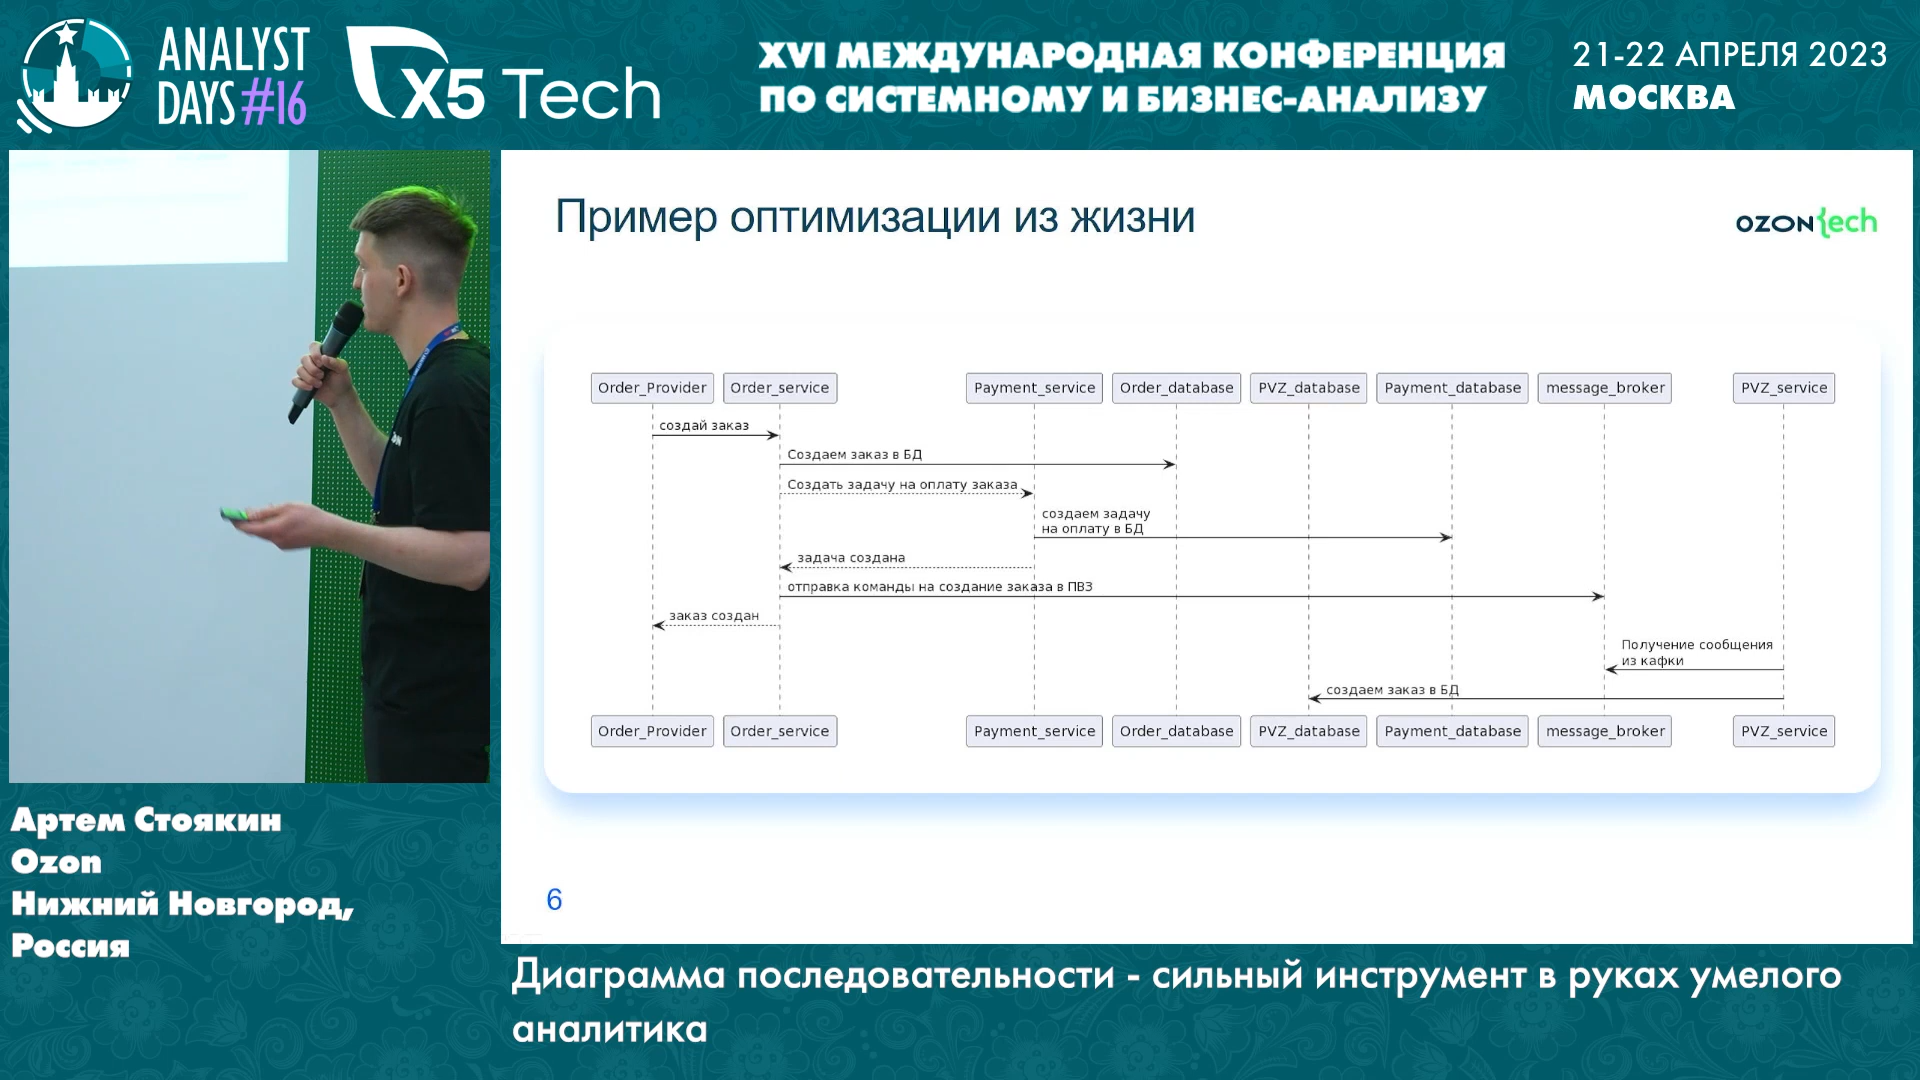 ANALYST
DAYS #16
X5 Tech
XVI МЕЖДУНАРОДНАЯ КОНФЕРЕНЦИЯ
ПО СИСТЕМНОМУ И БИЗНЕС-АНАЛИЗУ
21-22 АПРЕЛЯ 2023
МОСКВА
Пример оптимизации из жизни
OZON{ech
Order_Provider
Order_service
Payment_service
Order_database
PVZ_database
Payment_database
message_broker
PVZ_service
создай заказ
Создаем заказ в БД
Создать задачу на оплату заказа
создаем задачу
на оплату в БД
задача создана
отправка команды на создание заказа в ПВЗ
заказ создан
Получение сообщения
из кафки
создаем заказ в БД
Order_Provider
Order_service
Payment_service
Order_database
PVZ_database
Payment_database
message_broker
PVZ_service
6
Артем Стоякин
Ozon
Нижний Новгород,
Россия
Диаграмма последовательности - сильный инструмент в руках умелого
аналитика